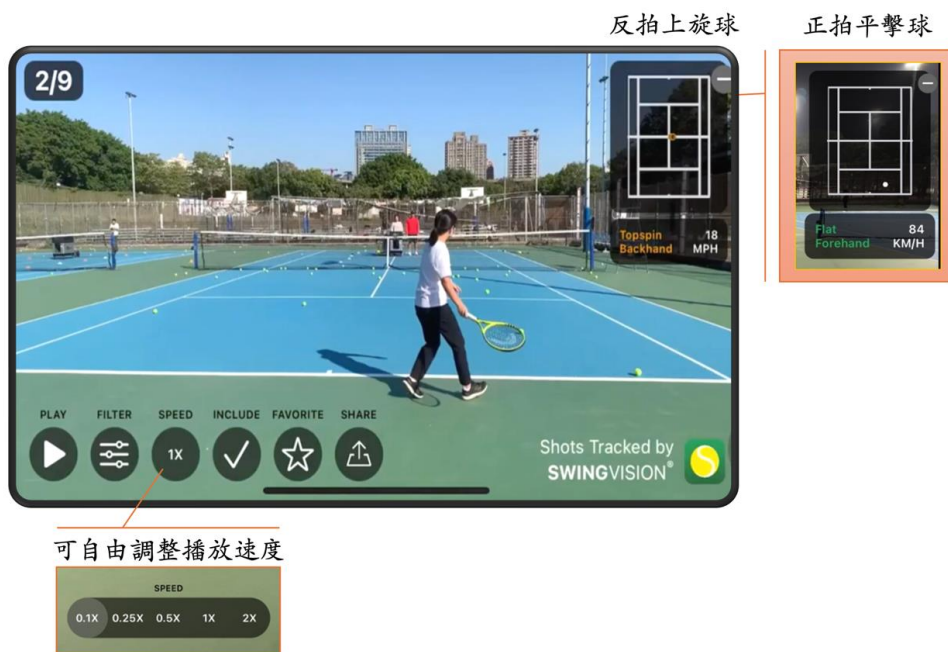 反拍上旋球
正拍平擊球
2/9
Topspin 18
Backhand MPH
Flat 84
Forehand KM/H
PLAY FILTER SPEED INCLUDE FAVORITE SHARE
1X
Shots Tracked by
SWINGVISION®
可自由調整播放速度
SPEED
0.1X 0.25X 0.5X 1X 2X